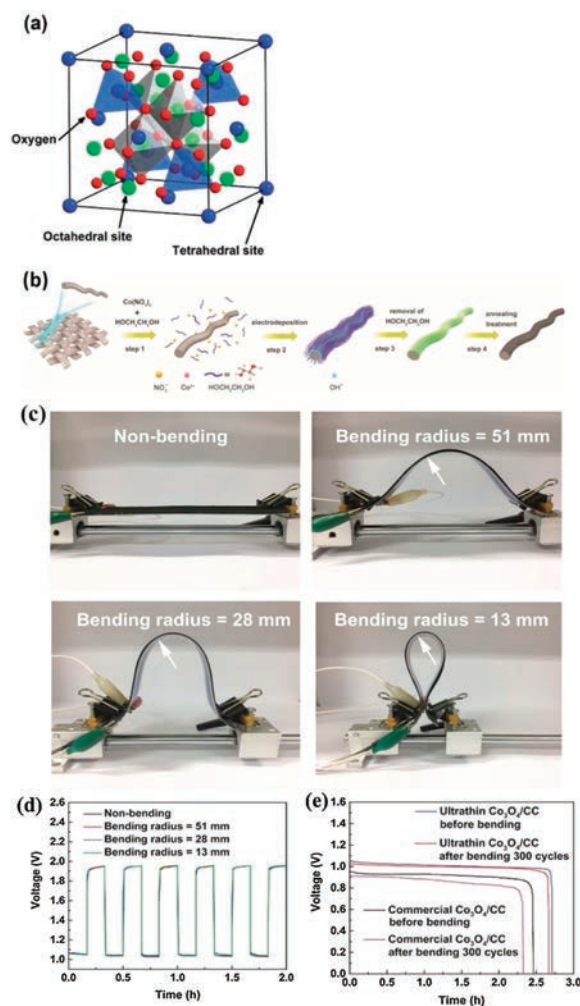 (a)
Oxygen
Octahedral site
Tetrahedral site
(b)
Co(NO₃)₂
+
HOCH₂CH₂OH
step 1
electrodeposition
step 2
removal of
HOCH₂CH₂OH
step 3
annealing
treatment
step 4
NO₃⁻
Co²⁺
HOCH₂CH₂OH
OH⁻
(c)
Non-bending
Bending radius = 51 mm
Bending radius = 28 mm
Bending radius = 13 mm
(d)
2.6
2.4
2.2
2.0
1.8
1.6
1.4
1.2
1.0
Voltage (V)
Non-bending
Bending radius = 51 mm
Bending radius = 28 mm
Bending radius = 13 mm
0.0 0.5 1.0 1.5 2.0
Time (h)
(e)
1.6
1.4
1.2
1.0
0.8
0.6
0.4
0.2
0.0
Voltage (V)
Ultrathin Co₃O₄/CC
before bending
Ultrathin Co₃O₄/CC
after bending 300 cycles
Commercial Co₃O₄/CC
before bending
Commercial Co₃O₄/CC
after bending 300 cycles
0.0 0.5 1.0 1.5 2.0 2.5 3.0
Time (h)